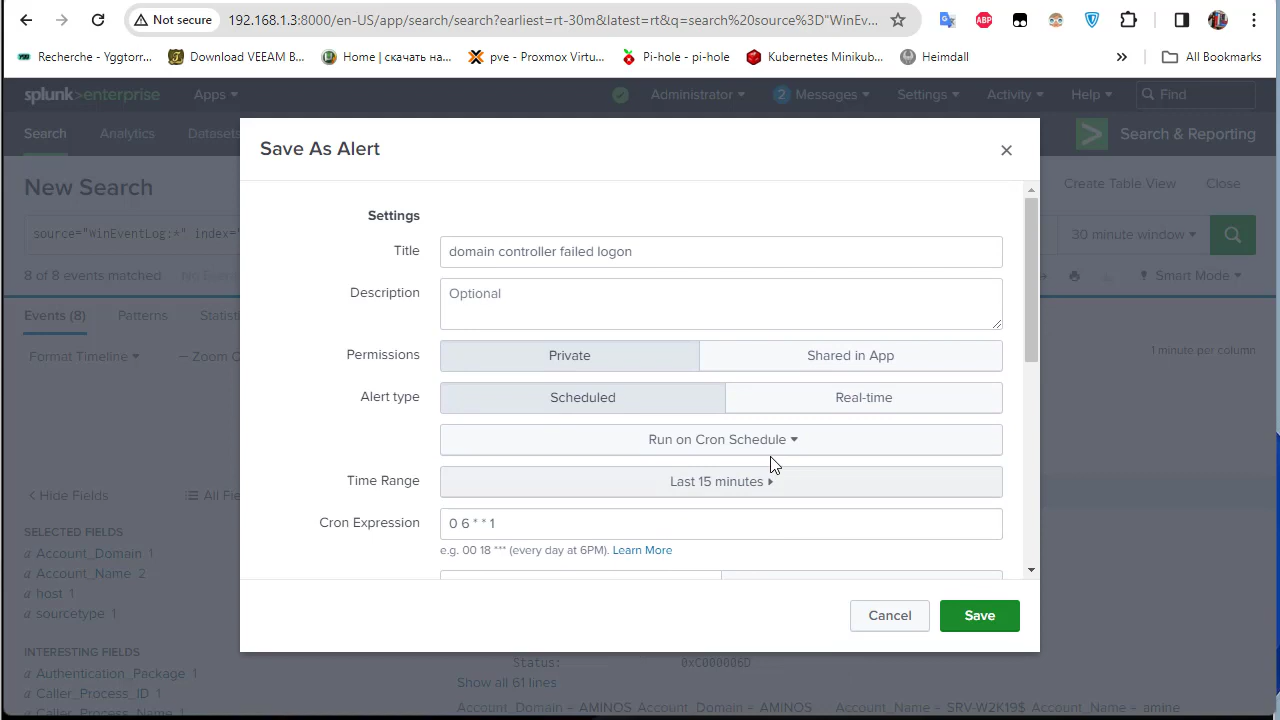 Not secure 192.168.1.3:8000/en-US/app/search/search?earliest=rt-30m&latest=rt&q=search%20source%3D"WinEv...
Recherche - Yggtorr... Download VEEAM B... Home | скачать на... pve - Proxmox Virtu... Pi-hole - pi-hole Kubernetes Minikub... Heimdall » All Bookmarks
splunk>enterprise Apps Administrator 2 Messages Settings Activity Help Find
Search Analytics Datasets Search & Reporting
Save As Alert
New Search Create Table View Close
Settings
source="WinEventLog:*" index=" 30 minute window
Title domain controller failed logon
8 of 8 events matched No Eve Smart Mode
Description Optional
Events (8) Patterns Statist
Format Timeline — Zoom O 1 minute per column
Permissions Private Shared in App
Alert type Scheduled Real-time
Run on Cron Schedule
Time Range Last 15 minutes
< Hide Fields All Fie
Cron Expression 0 6 * * 1
SELECTED FIELDS
e.g. 00 18 *** (every day at 6PM). Learn More
a Account_Domain 1
a Account_Name 2
a host 1
a sourcetype 1
Cancel Save
INTERESTING FIELDS
Status: 0xC000006D
a Authentication_Package 1
Show all 61 lines
a Caller_Process_ID 1
a Caller_Process_Name 1
Account_Domain = AMINOS Account_Domain = AMINOS Account_Name = SRV-W2K19$ Account_Name = amine